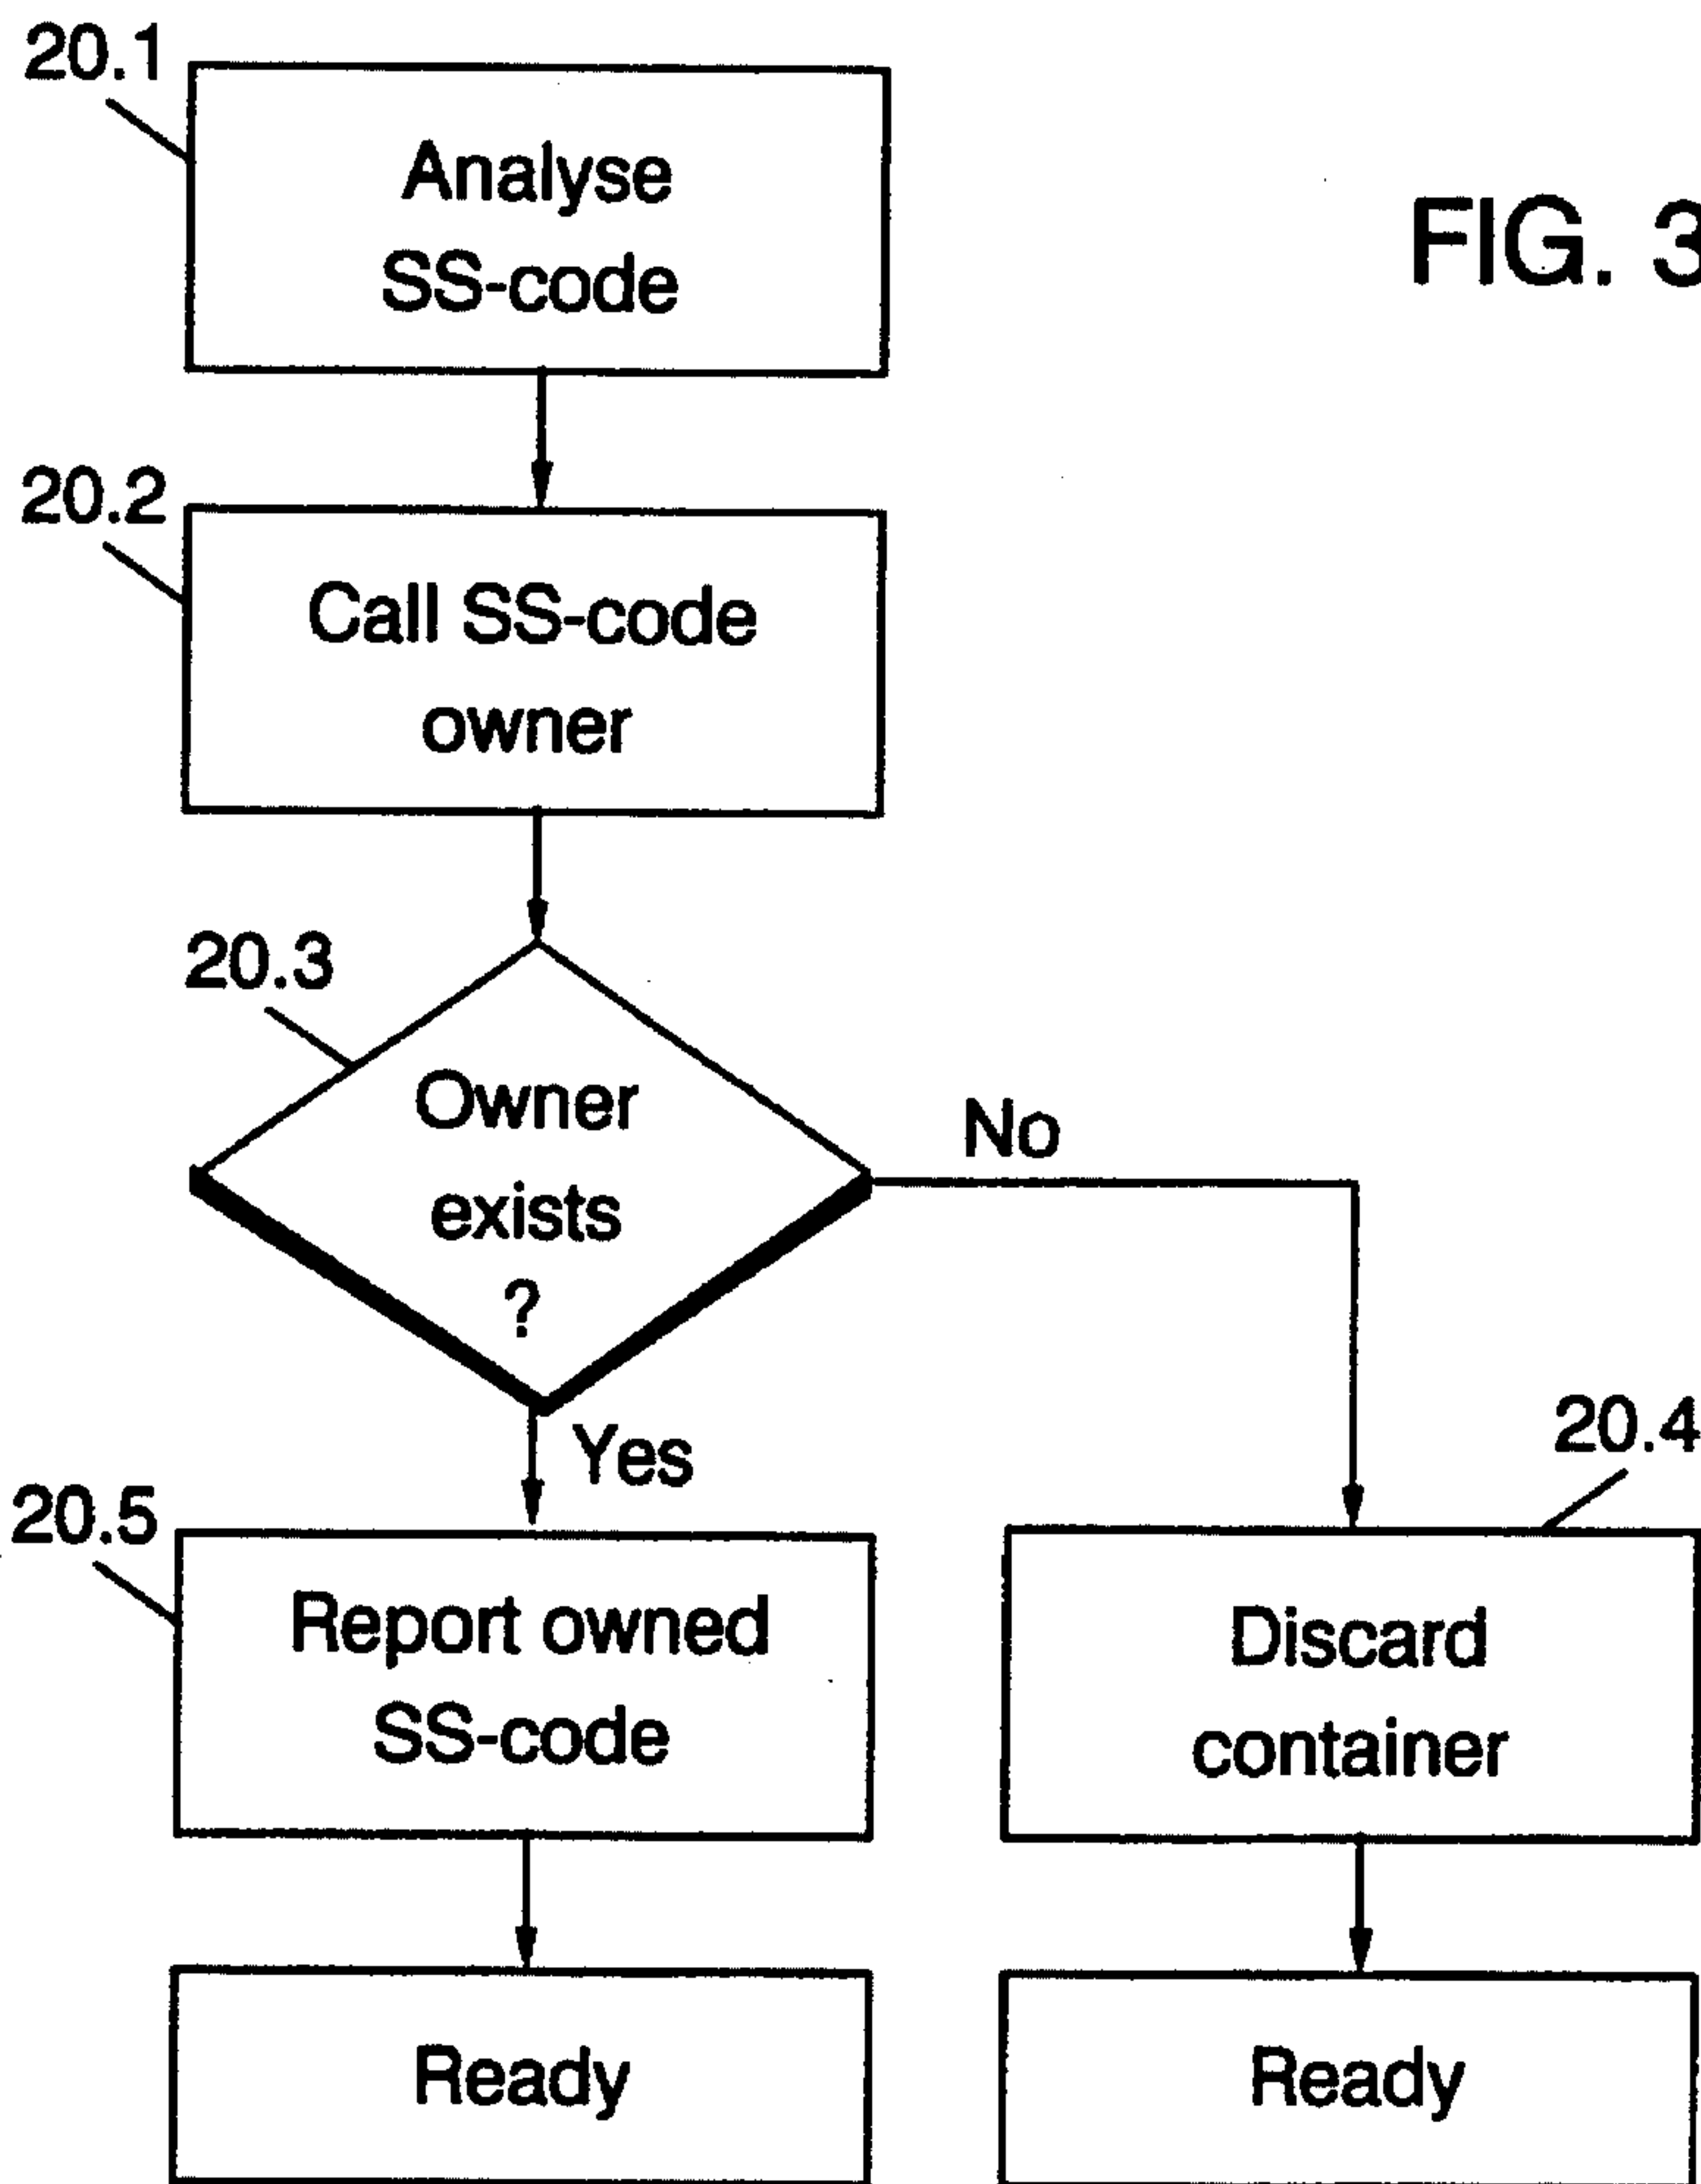 20.1
Analyse
SS-code
FIG. 3
20.2
Call SS-code
owner
20.3
Owner
exists
?
No
Yes
20.4
20.5
Report owned
SS-code
Discard
container
Ready
Ready